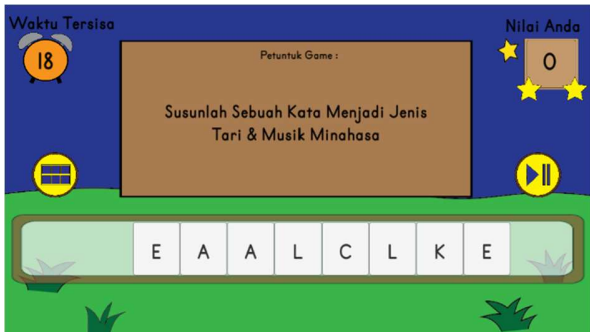 Waktu Tersisa
18
Nilai Anda
0
Petuntuk Game :
Susunlah Sebuah Kata Menjadi Jenis
Tari & Musik Minahasa
E A A L C L K E